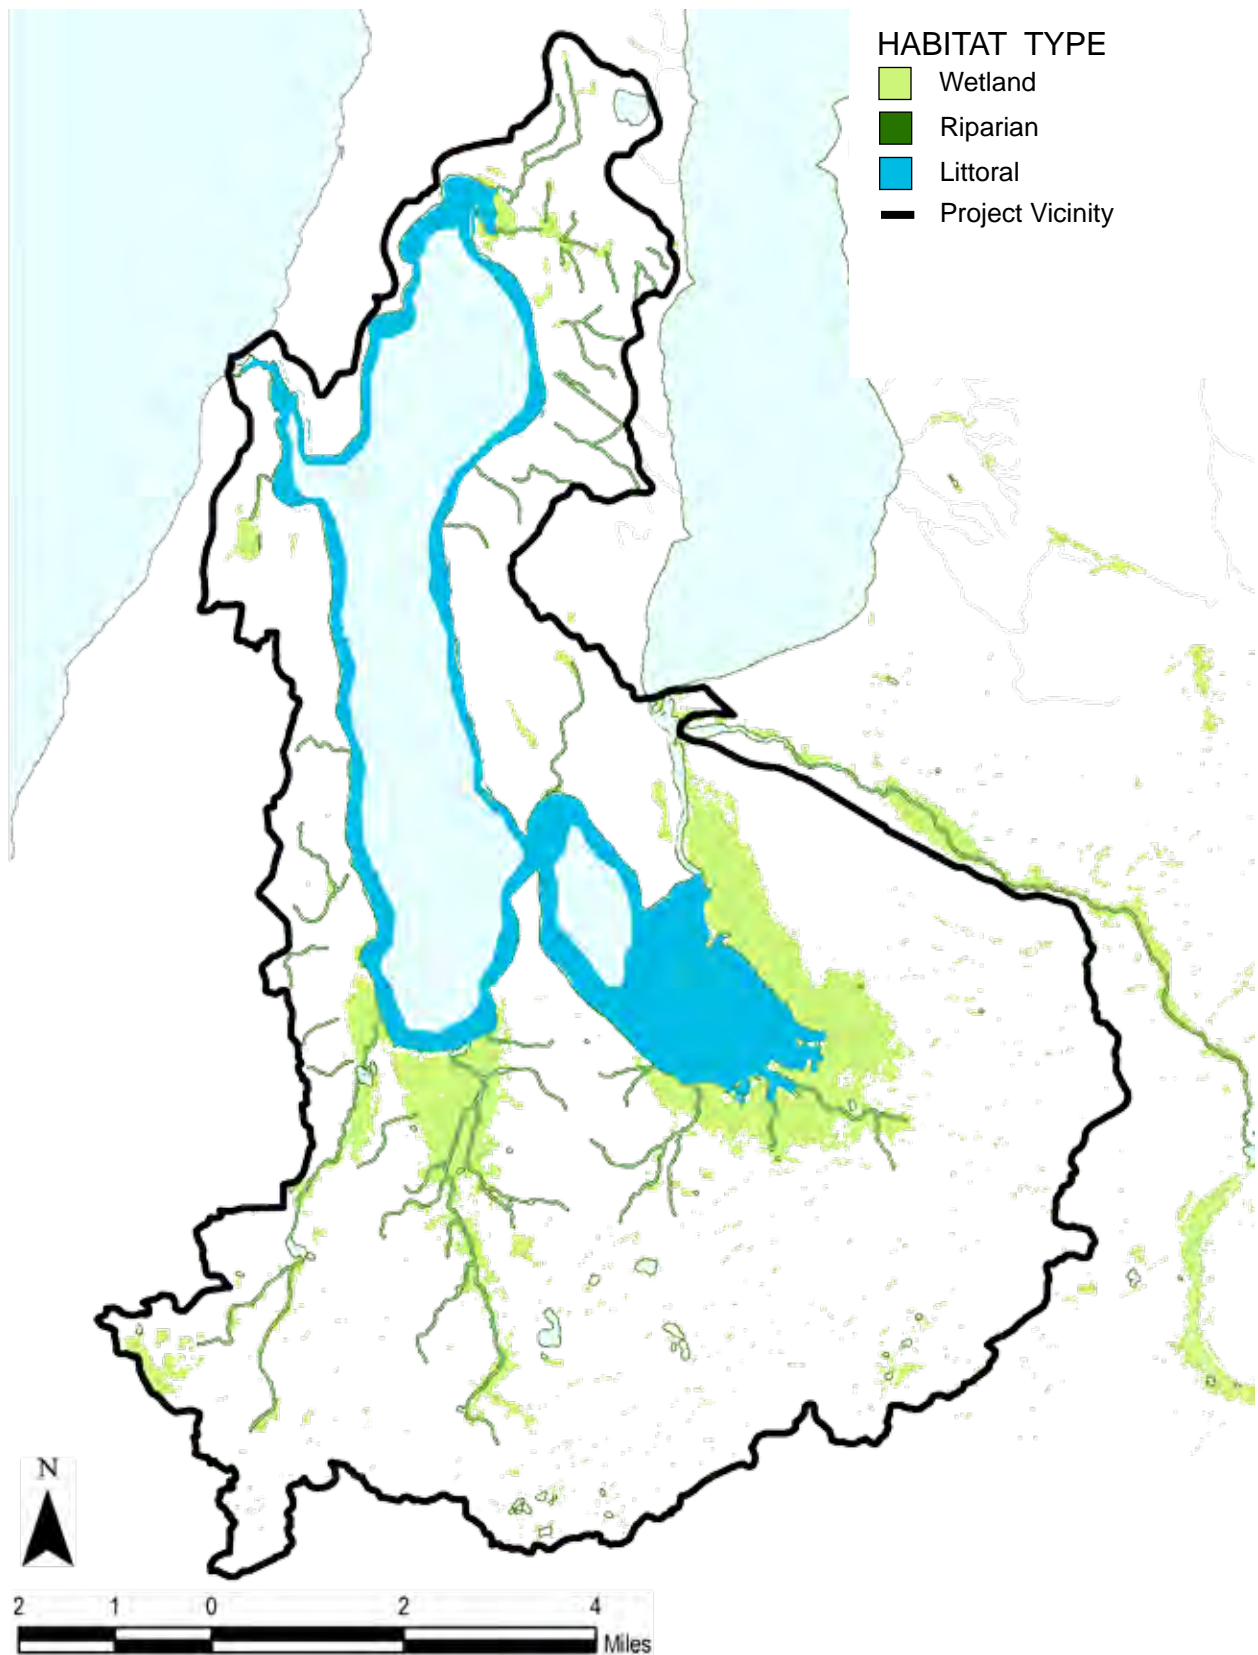 HABITAT TYPE
Wetland
Riparian
Littoral
Project Vicinity
N
2 1 0 2 4
Miles